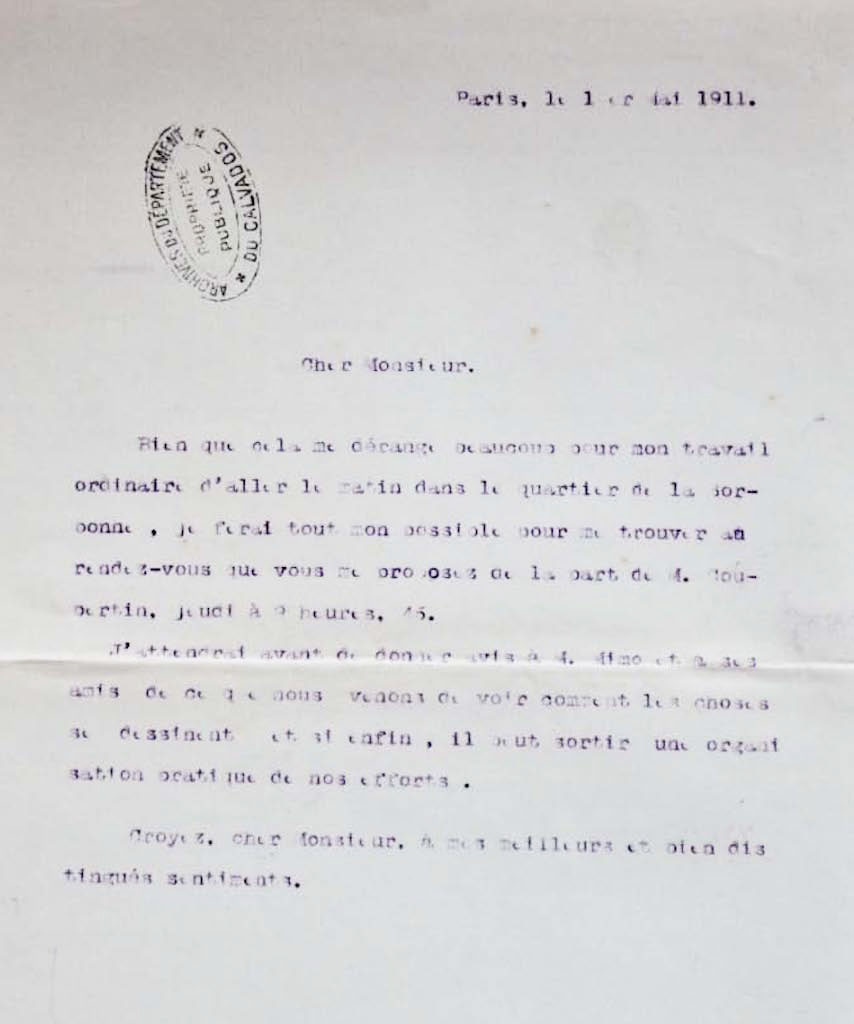 Paris, le 1 er Mai 1911.
ARCHIVES DU DÉPARTEMENT
* DU CALVADOS *
PROPRIÉTÉ
PUBLIQUE
Cher Monsieur.
Bien que cela me dérange beaucoup pour mon travail
ordinaire d'aller le matin dans le quartier de la Sor-
bonne , je ferai tout mon possible pour me trouver au
rendez-vous que vous me proposez de la part de M. Cou-
bertin, jeudi à 9 heures, 45.
J'attendrai avant de donner avis à M. Mimo et à ses
amis de ce que nous venons de voir comment les choses
se dessinent et si enfin , il peut sortir une organi
sation pratique de nos efforts .
Croyez, cher Monsieur, à mes meilleurs et bien dis
tingués sentiments.